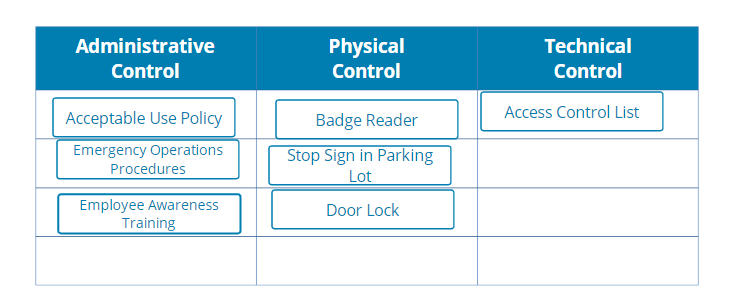 Administrative
Control
Physical
Control
Technical
Control
Acceptable Use Policy
Badge Reader
Access Control List
Emergency Operations
Procedures
Stop Sign in Parking
Lot
Employee Awareness
Training
Door Lock